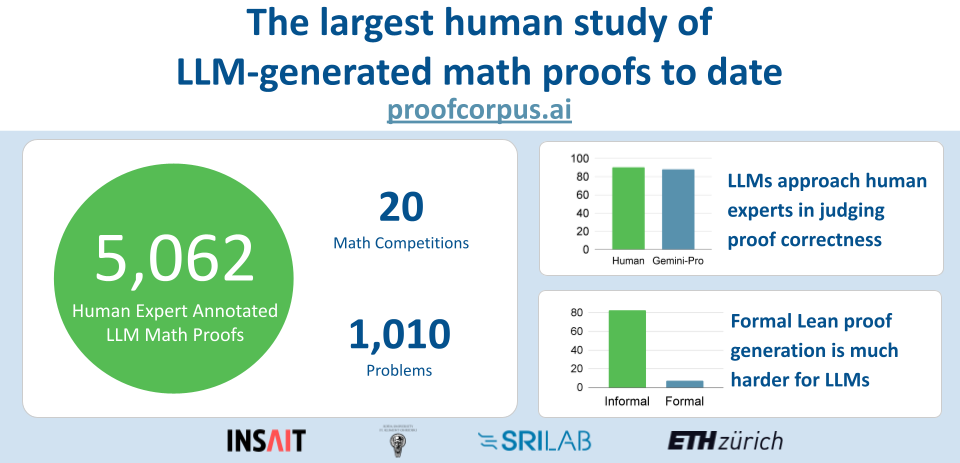 The largest human study of
LLM-generated math proofs to date
proofcorpus.ai
5,062
Human Expert Annotated
LLM Math Proofs
20
Math Competitions
1,010
Problems
100
80
60
40
20
0
Human Gemini-Pro
LLMs approach human
experts in judging
proof correctness
80
60
40
20
0
Informal Formal
Formal Lean proof
generation is much
harder for LLMs
INSAIT
SRILAB
ETH zürich